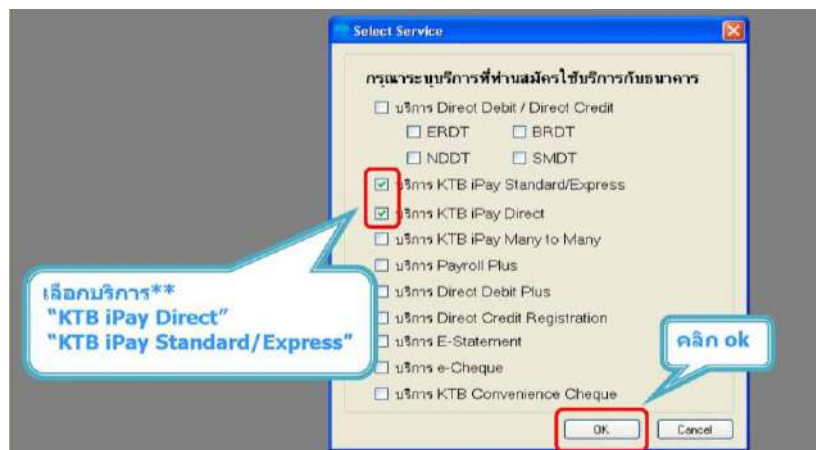 Select Service
กรุณาระบุบริการที่ท่านสมัครใช้บริการกับธนาคาร
บริการ Direct Debit / Direct Credit
ERDT BRDT
NDDT SMDT
บริการ KTB iPay Standard/Express
บริการ KTB iPay Direct
บริการ KTB iPay Many to Many
บริการ Payroll Plus
บริการ Direct Debit Plus
บริการ Direct Credit Registration
บริการ E-Statement
บริการ e-Cheque
บริการ KTB Convenience Cheque
OK Cancel
เลือกบริการ**
"KTB iPay Direct"
"KTB iPay Standard/Express"
คลิก ok